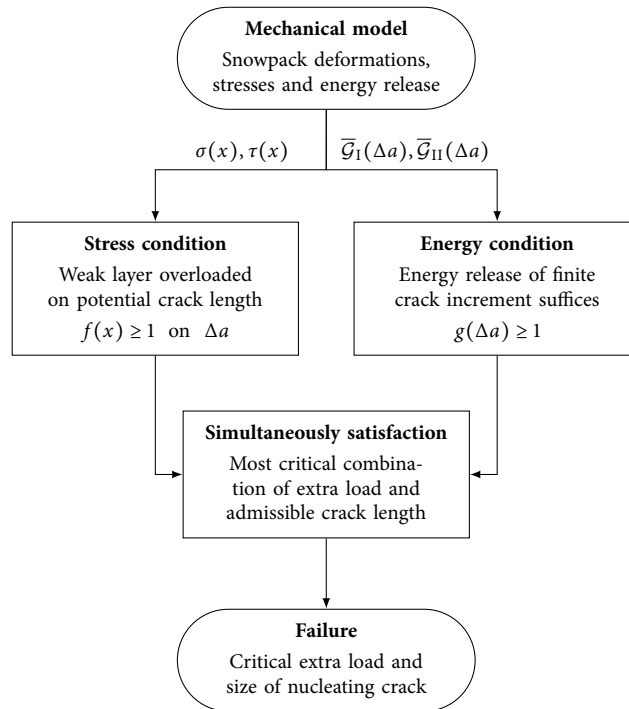 Mechanical model
Snowpack deformations,
stresses and energy release
σ(x), τ(x)
𝒢̅_I(Δa), 𝒢̅_II(Δa)
Stress condition
Weak layer overloaded
on potential crack length
f(x) ≥ 1 on Δa
Energy condition
Energy release of finite
crack increment suffices
g(Δa) ≥ 1
Simultaneously satisfaction
Most critical combina-
tion of extra load and
admissible crack length
Failure
Critical extra load and
size of nucleating crack